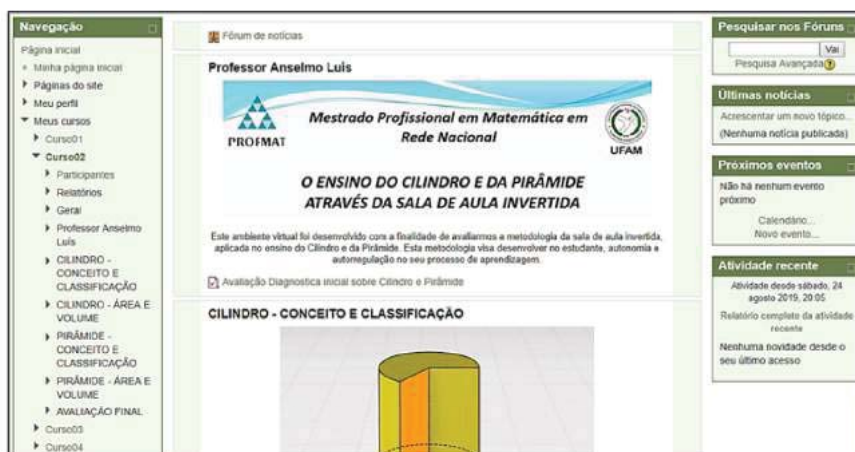 Navegação
Página inicial
Minha página inicial
Páginas do site
Meu perfil
Meus cursos
Curso01
Curso02
Participantes
Relatórios
Geral
Professor Anselmo
Luis
CILINDRO -
CONCEITO E
CLASSIFICAÇÃO
CILINDRO - ÁREA E
VOLUME
PIRÂMIDE -
CONCEITO E
CLASSIFICAÇÃO
PIRÂMIDE - ÁREA E
VOLUME
AVALIAÇÃO FINAL
Curso03
Curso04
Fórum de notícias
Professor Anselmo Luis
PROFMAT
Mestrado Profissional em Matemática em
Rede Nacional
UFAM
O ENSINO DO CILINDRO E DA PIRÂMIDE
ATRAVÉS DA SALA DE AULA INVERTIDA
Este ambiente virtual foi desenvolvido com a finalidade de avaliarmos a metodologia da sala de aula invertida,
aplicada no ensino do Cilindro e da Pirâmide. Esta metodologia visa desenvolver no estudante, autonomia e
autorregulação no seu processo de aprendizagem.
Avaliação Diagnostica inicial sobre Cilindro e Pirâmide
CILINDRO - CONCEITO E CLASSIFICAÇÃO
Pesquisar nos Fóruns
Vai
Pesquisa Avançada
Últimas notícias
Acrescentar um novo tópico...
(Nenhuma notícia publicada)
Próximos eventos
Não há nenhum evento
próximo
Calendário...
Novo evento...
Atividade recente
Atividade desde sábado, 24
agosto 2019, 20:05
Relatório completo da atividade
recente
Nenhuma novidade desde o
seu último acesso